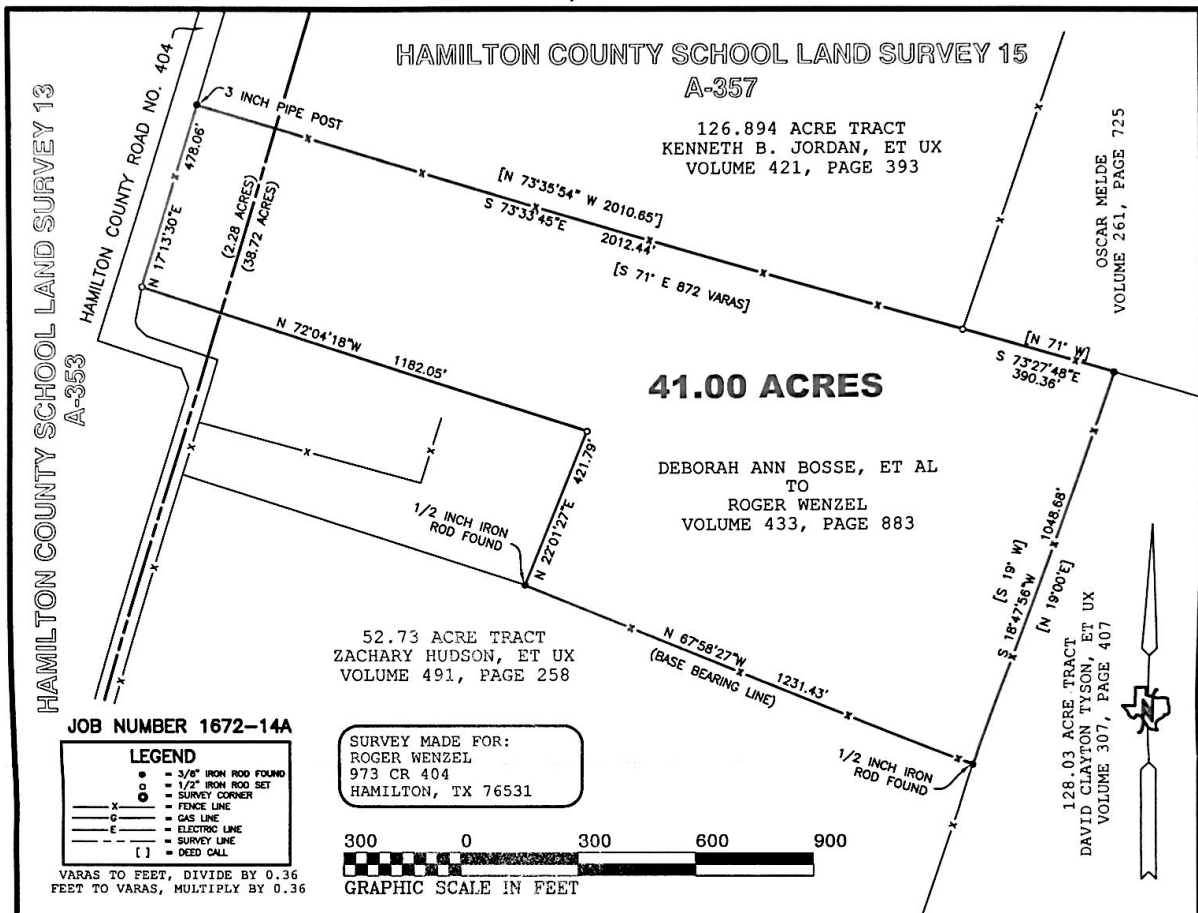 HAMILTON COUNTY SCHOOL LAND SURVEY 15
A-357
126.894 ACRE TRACT
KENNETH B. JORDAN, ET UX
VOLUME 421, PAGE 393
HAMILTON COUNTY SCHOOL LAND SURVEY 13
A-353
HAMILTON COUNTY ROAD NO. 404
3 INCH PIPE POST
N 17°13'30"E 478.06'
(2.28 ACRES)
(38.72 ACRES)
[N 73°35'54" W 2010.65']
S 73°33'45"E 2012.44'
[S 71° E 872 VARAS]
OSCAR MELDE
VOLUME 261, PAGE 725
[N 71° W]
S 73°27'48"E
390.36'
N 72°04'18"W 1182.05'
41.00 ACRES
DEBORAH ANN BOSSE, ET AL
TO
ROGER WENZEL
VOLUME 433, PAGE 883
N 22°01'27"E 421.79'
1/2 INCH IRON
ROD FOUND
[S 19° W]
S 18°47'56"W 1048.68'
[N 19°00'E]
N 67°58'27"W 1231.43'
(BASE BEARING LINE)
1/2 INCH IRON
ROD FOUND
52.73 ACRE TRACT
ZACHARY HUDSON, ET UX
VOLUME 491, PAGE 258
128.03 ACRE TRACT
DAVID CLAYTON TYSON, ET UX
VOLUME 307, PAGE 407
N
JOB NUMBER 1672-14A
LEGEND
= 3/8" IRON ROD FOUND
= 1/2" IRON ROD SET
= SURVEY CORNER
X = FENCE LINE
G = GAS LINE
E = ELECTRIC LINE
= SURVEY LINE
[ ] = DEED CALL
VARAS TO FEET, DIVIDE BY 0.36
FEET TO VARAS, MULTIPLY BY 0.36
SURVEY MADE FOR:
ROGER WENZEL
973 CR 404
HAMILTON, TX 76531
300 0 300 600 900
GRAPHIC SCALE IN FEET